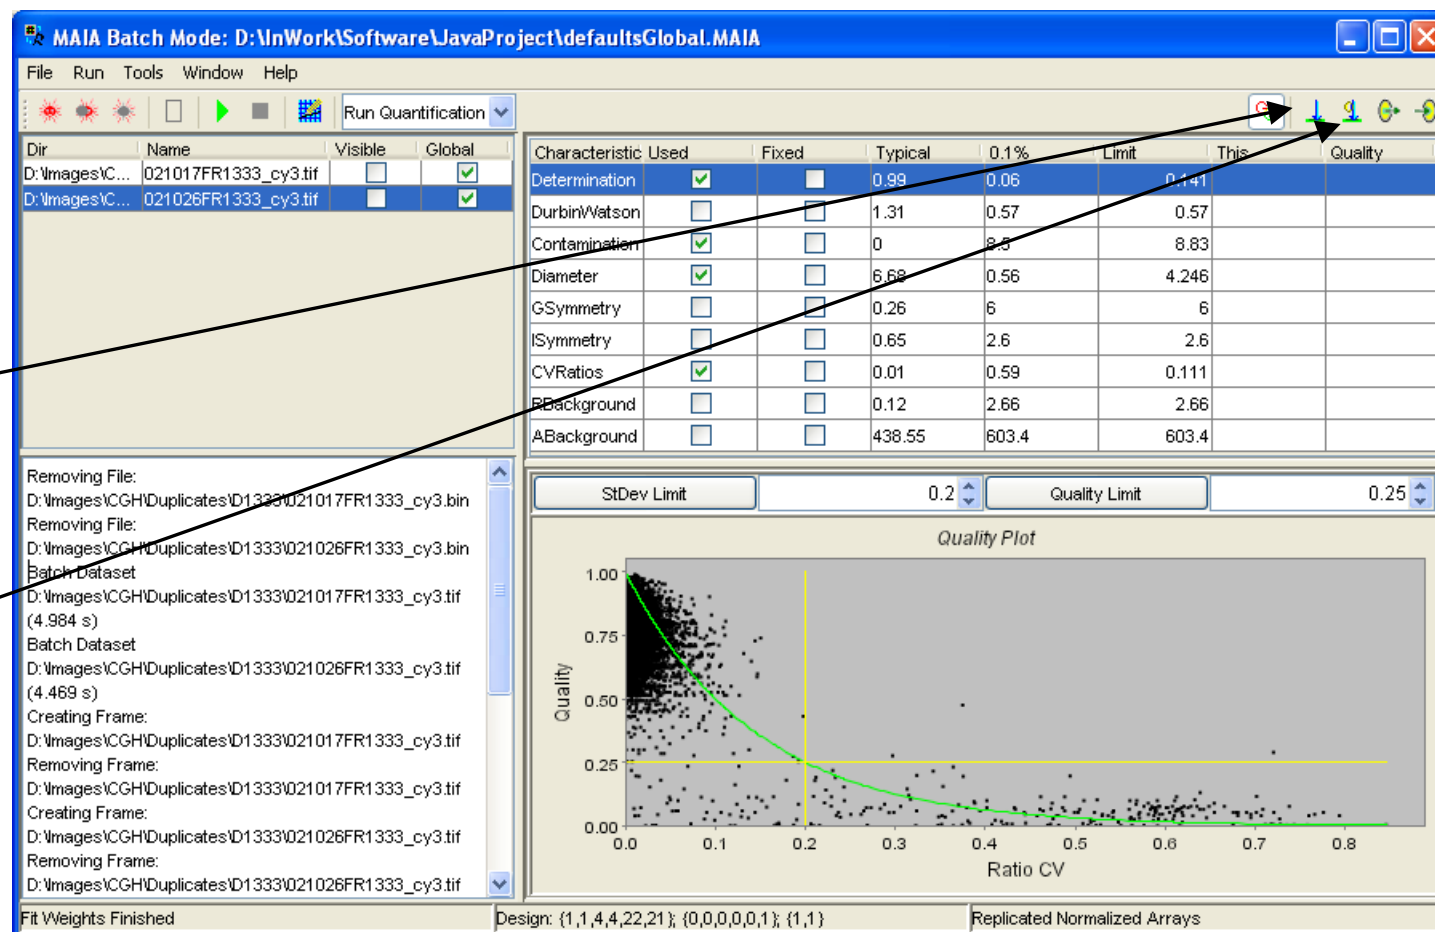 MAIA Batch Mode: D:\InWork\Software\JavaProject\defaultsGlobal.MAIA
File Run Tools Window Help
Run Quantification
Dir Name Visible Global
D:\Images\C... 021017FR1333_cy3.tif
D:\Images\C... 021026FR1333_cy3.tif
Characteristic Used Fixed Typical 0.1% Limit This Quality
Determination 0.99 0.06 0.141
DurbinWatson 1.31 0.57 0.57
Contamination 0 8.5 8.83
Diameter 6.68 0.56 4.246
GSymmetry 0.26 6 6
ISymmetry 0.65 2.6 2.6
CVRatios 0.01 0.59 0.111
RBackground 0.12 2.66 2.66
ABackground 438.55 603.4 603.4
Removing File:
D:\Images\CGH\Duplicates\D1333\021017FR1333_cy3.bin
Removing File:
D:\Images\CGH\Duplicates\D1333\021026FR1333_cy3.bin
Batch Dataset
D:\Images\CGH\Duplicates\D1333\021017FR1333_cy3.tif
(4.984 s)
Batch Dataset
D:\Images\CGH\Duplicates\D1333\021026FR1333_cy3.tif
(4.469 s)
Creating Frame:
D:\Images\CGH\Duplicates\D1333\021017FR1333_cy3.tif
Removing Frame:
D:\Images\CGH\Duplicates\D1333\021017FR1333_cy3.tif
Creating Frame:
D:\Images\CGH\Duplicates\D1333\021026FR1333_cy3.tif
Removing Frame:
D:\Images\CGH\Duplicates\D1333\021026FR1333_cy3.tif
StDev Limit 0.2 Quality Limit 0.25
Quality Plot
1.00
0.75
0.50
0.25
0.00
Quality
0.0 0.1 0.2 0.3 0.4 0.5 0.6 0.7 0.8
Ratio CV
Fit Weights Finished Design: {1,1,4,4,22,21}; {0,0,0,0,0,1}; {1,1} Replicated Normalized Arrays